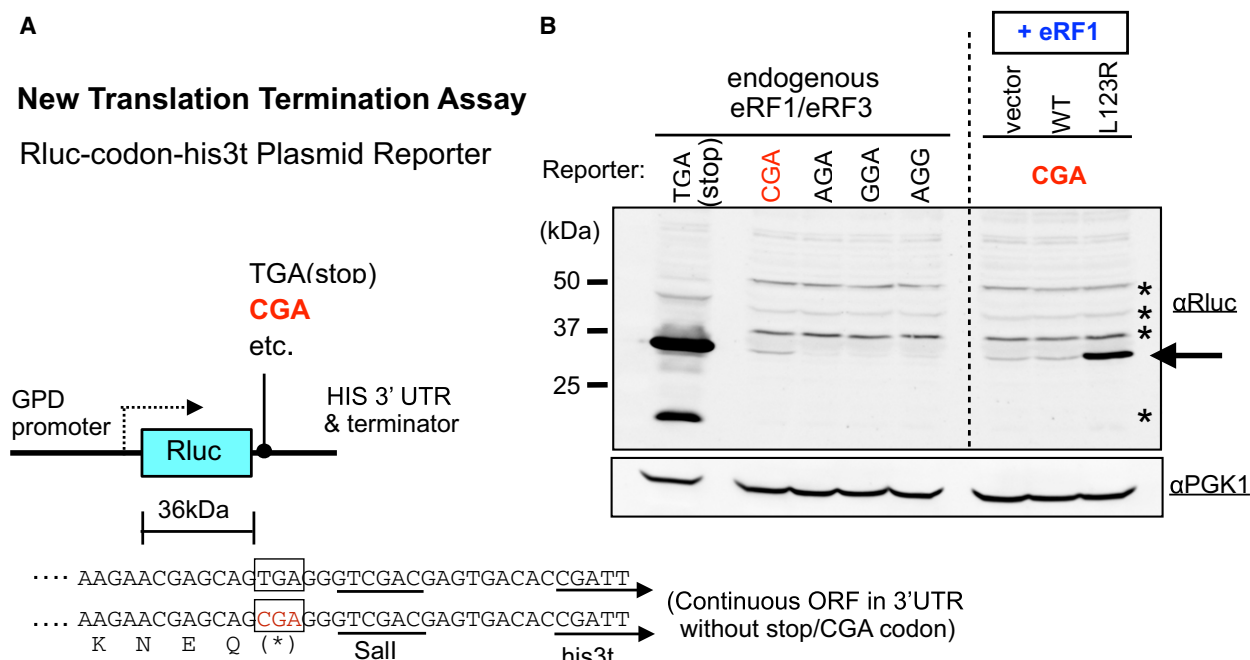 A
New Translation Termination Assay
Rluc-codon-his3t Plasmid Reporter
TGA(stop)
CGA
etc.
GPD
promoter
HIS 3' UTR
& terminator
Rluc
36kDa
.... AAGAACGAGCAGTGAGGGTCGACGAGTGACACCGATT
.... AAGAACGAGCAGCGAGGGTCGACGAGTGACACCGATT
K N E Q (*)
SalI
his3t
(Continuous ORF in 3'UTR
without stop/CGA codon)
B
+ eRF1
endogenous
eRF1/eRF3
vector
WT
L123R
Reporter:
TGA
(stop)
CGA
AGA
GGA
AGG
CGA
(kDa)
50
37
25
*
*
*
*
αRluc
αPGK1